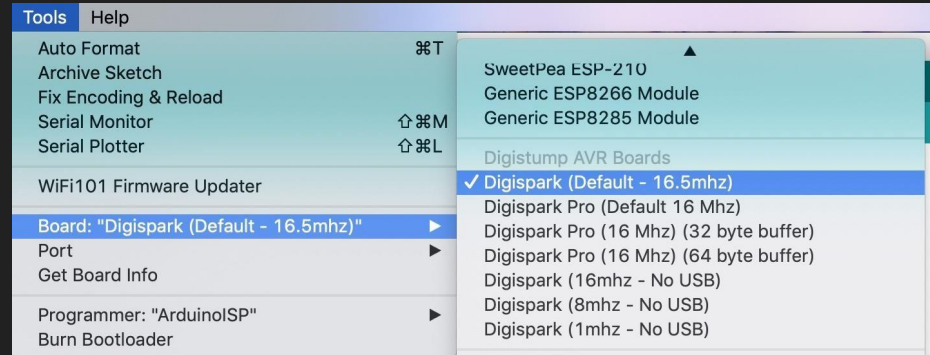 Tools Help
Auto Format ⌘T
Archive Sketch
Fix Encoding & Reload
Serial Monitor ⇧⌘M
Serial Plotter ⇧⌘L
WiFi101 Firmware Updater
Board: "Digispark (Default - 16.5mhz)" ▶
Port ▶
Get Board Info
Programmer: "ArduinoISP" ▶
Burn Bootloader
▲
SweetPea ESP-210
Generic ESP8266 Module
Generic ESP8285 Module
Digistump AVR Boards
✓ Digispark (Default - 16.5mhz)
Digispark Pro (Default 16 Mhz)
Digispark Pro (16 Mhz) (32 byte buffer)
Digispark Pro (16 Mhz) (64 byte buffer)
Digispark (16mhz - No USB)
Digispark (8mhz - No USB)
Digispark (1mhz - No USB)